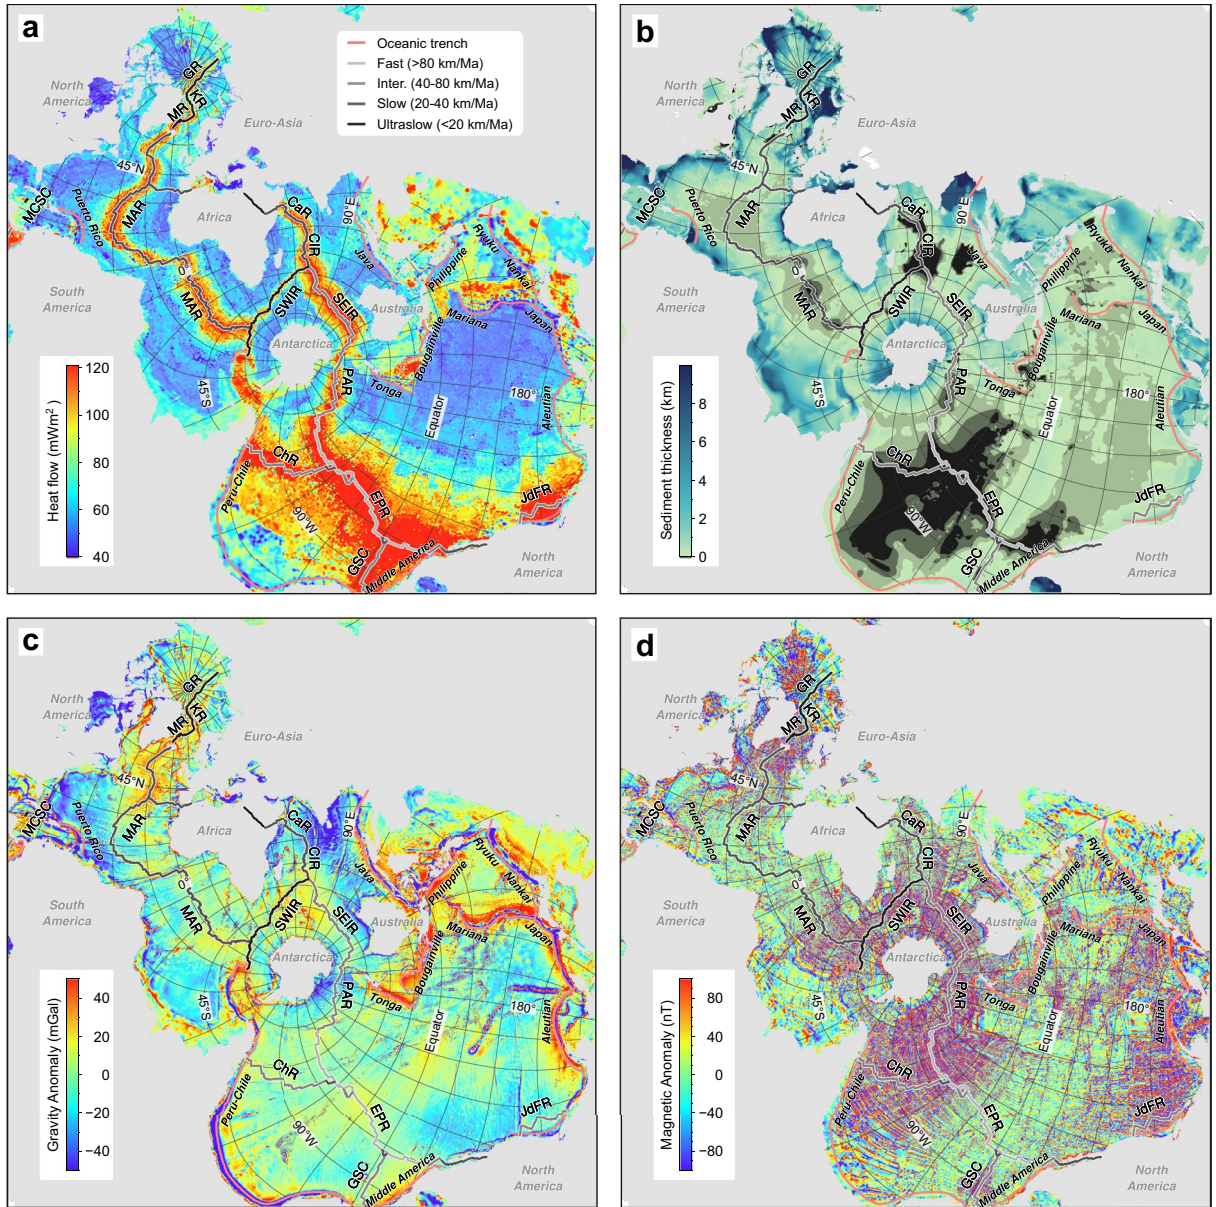 a
Oceanic trench
Fast (>80 km/Ma)
Inter. (40-80 km/Ma)
Slow (20-40 km/Ma)
Ultraslow (<20 km/Ma)
North
America
Euro-Asia
GR
KR
MR
45°N
MCSC
Puerto Rico
MAR
Africa
CaR
90°E
CIR
Java
Philippine
Ryuku
Nankai
0°
South
America
MAR
SWIR
SEIR
Australia
Mariana
Japan
Antarctica
Bougainville
PAR
Tonga
Equator
180°
Aleutian
45°S
Heat flow (mWm²)
120
100
80
60
40
ChR
Peru-Chile
EPR
90°W
JdFR
GSC
Middle America
North
America
b
North
America
Euro-Asia
GR
KR
MR
45°N
MCSC
Puerto Rico
MAR
Africa
CaR
90°E
CIR
Java
Philippine
Ryuku
Nankai
0°
South
America
MAR
SWIR
SEIR
Australia
Mariana
Japan
Antarctica
Bougainville
PAR
Tonga
Equator
180°
Aleutian
45°S
Sediment thickness (km)
8
6
4
2
0
ChR
Peru-Chile
EPR
90°W
JdFR
GSC
Middle America
North
America
c
North
America
Euro-Asia
GR
KR
MR
45°N
MCSC
Puerto Rico
MAR
Africa
CaR
90°E
CIR
Java
Philippine
Ryuku
Nankai
0°
South
America
MAR
SWIR
SEIR
Australia
Mariana
Japan
Antarctica
Bougainville
PAR
Tonga
Equator
180°
Aleutian
45°S
Gravity Anomaly (mGal)
40
20
0
−20
−40
ChR
Peru-Chile
EPR
90°W
JdFR
GSC
Middle America
North
America
d
North
America
Euro-Asia
GR
KR
MR
45°N
MCSC
Puerto Rico
MAR
Africa
CaR
90°E
CIR
Java
Philippine
Ryuku
Nankai
0°
South
America
MAR
SWIR
SEIR
Australia
Mariana
Japan
Antarctica
Bougainville
PAR
Tonga
Equator
180°
Aleutian
45°S
Magnetic Anomaly (nT)
80
40
0
−40
−80
ChR
Peru-Chile
EPR
90°W
JdFR
GSC
Middle America
North
America